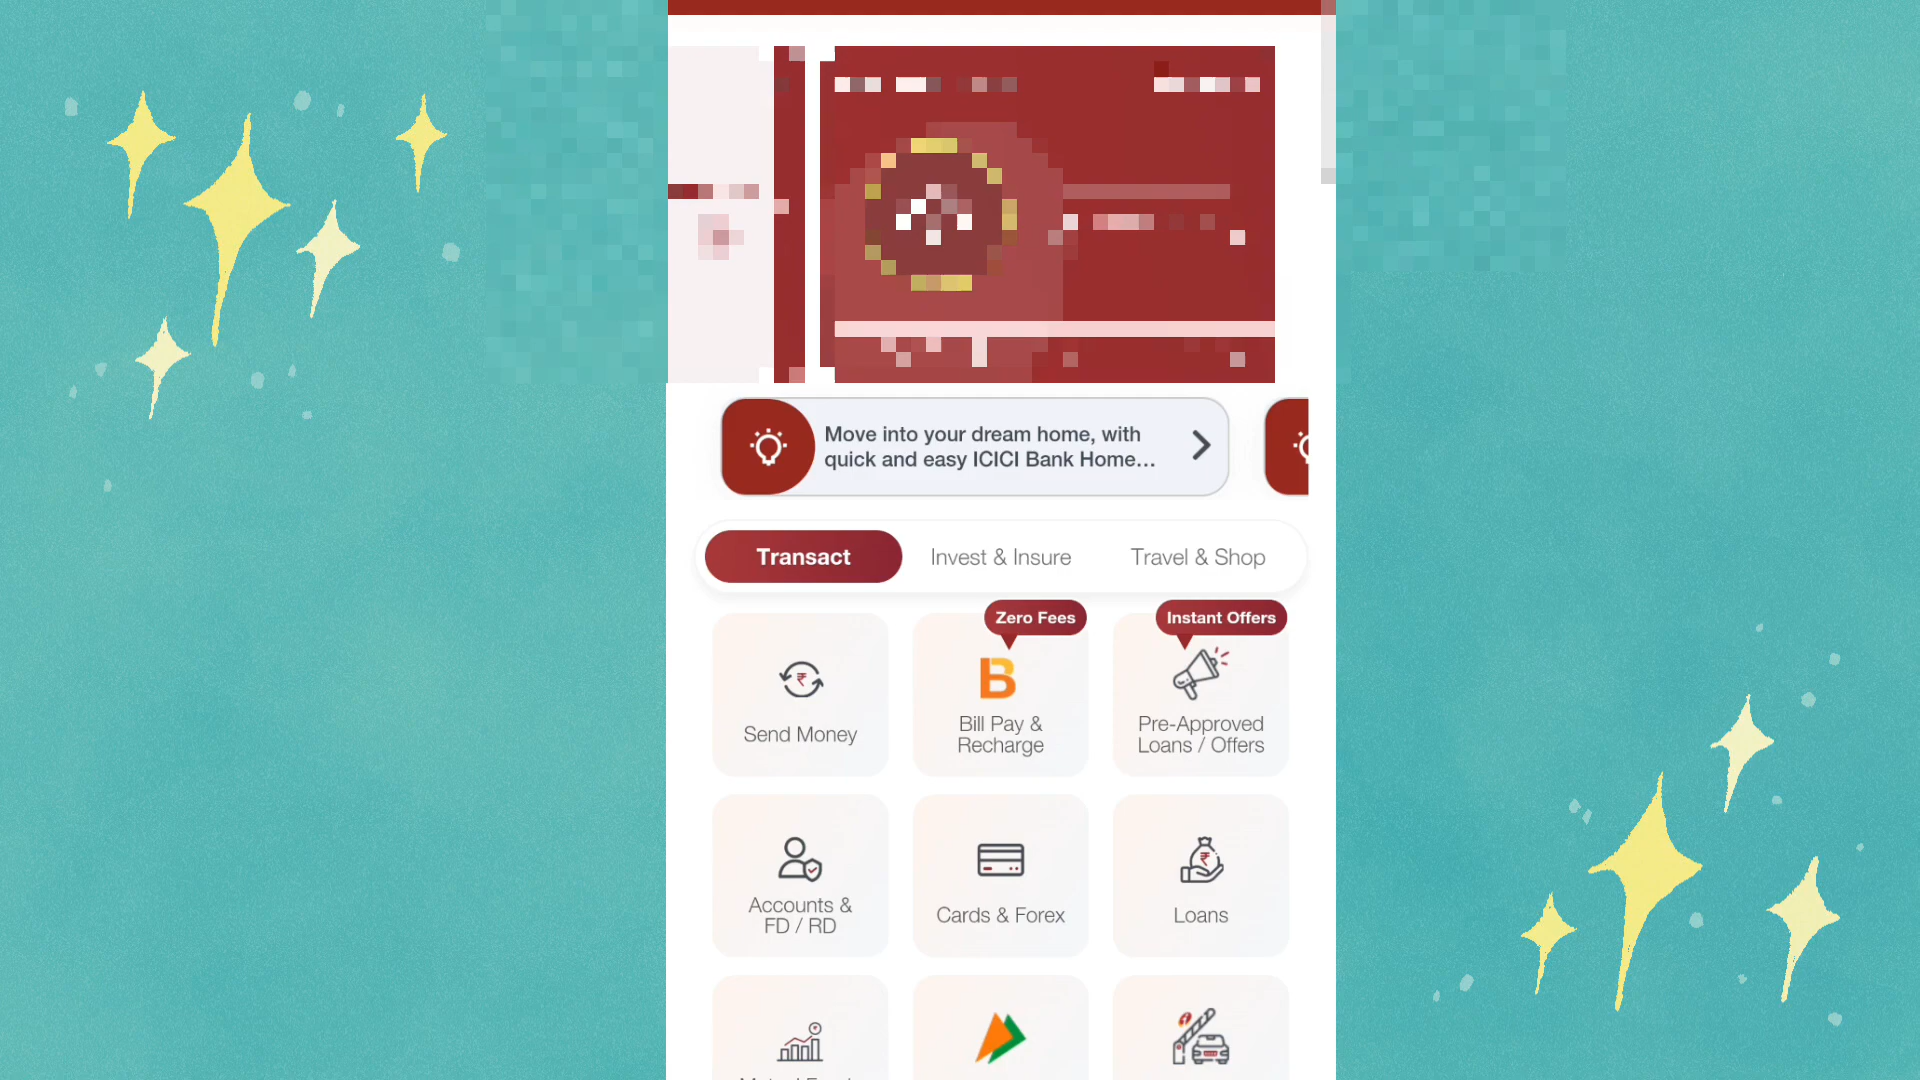 Move into your dream home, with
quick and easy ICICI Bank Home...
Transact
Invest & Insure
Travel & Shop
Zero Fees
Instant Offers
Send Money
Bill Pay &
Recharge
Pre-Approved
Loans / Offers
Accounts &
FD / RD
Cards & Forex
Loans